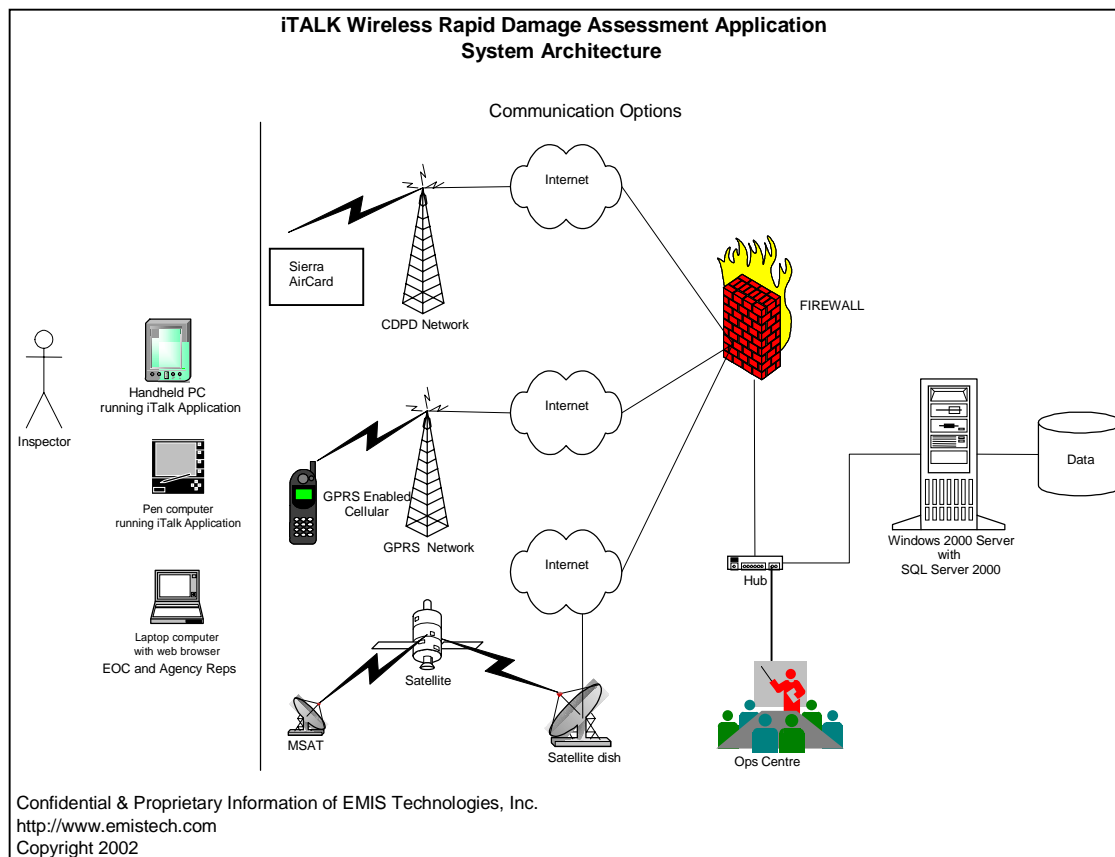 iTALK Wireless Rapid Damage Assessment Application
System Architecture
Communication Options
Internet
Sierra
AirCard
CDPD Network
FIREWALL
Inspector
Handheld PC
running iTalk Application
Internet
Pen computer
running iTalk Application
GPRS Enabled
Cellular
GPRS Network
Data
Windows 2000 Server
with
SQL Server 2000
Internet
Hub
Laptop computer
with web browser
EOC and Agency Reps
Satellite
MSAT
Satellite dish
Ops Centre
Confidential & Proprietary Information of EMIS Technologies, Inc.
http://www.emistech.com
Copyright 2002